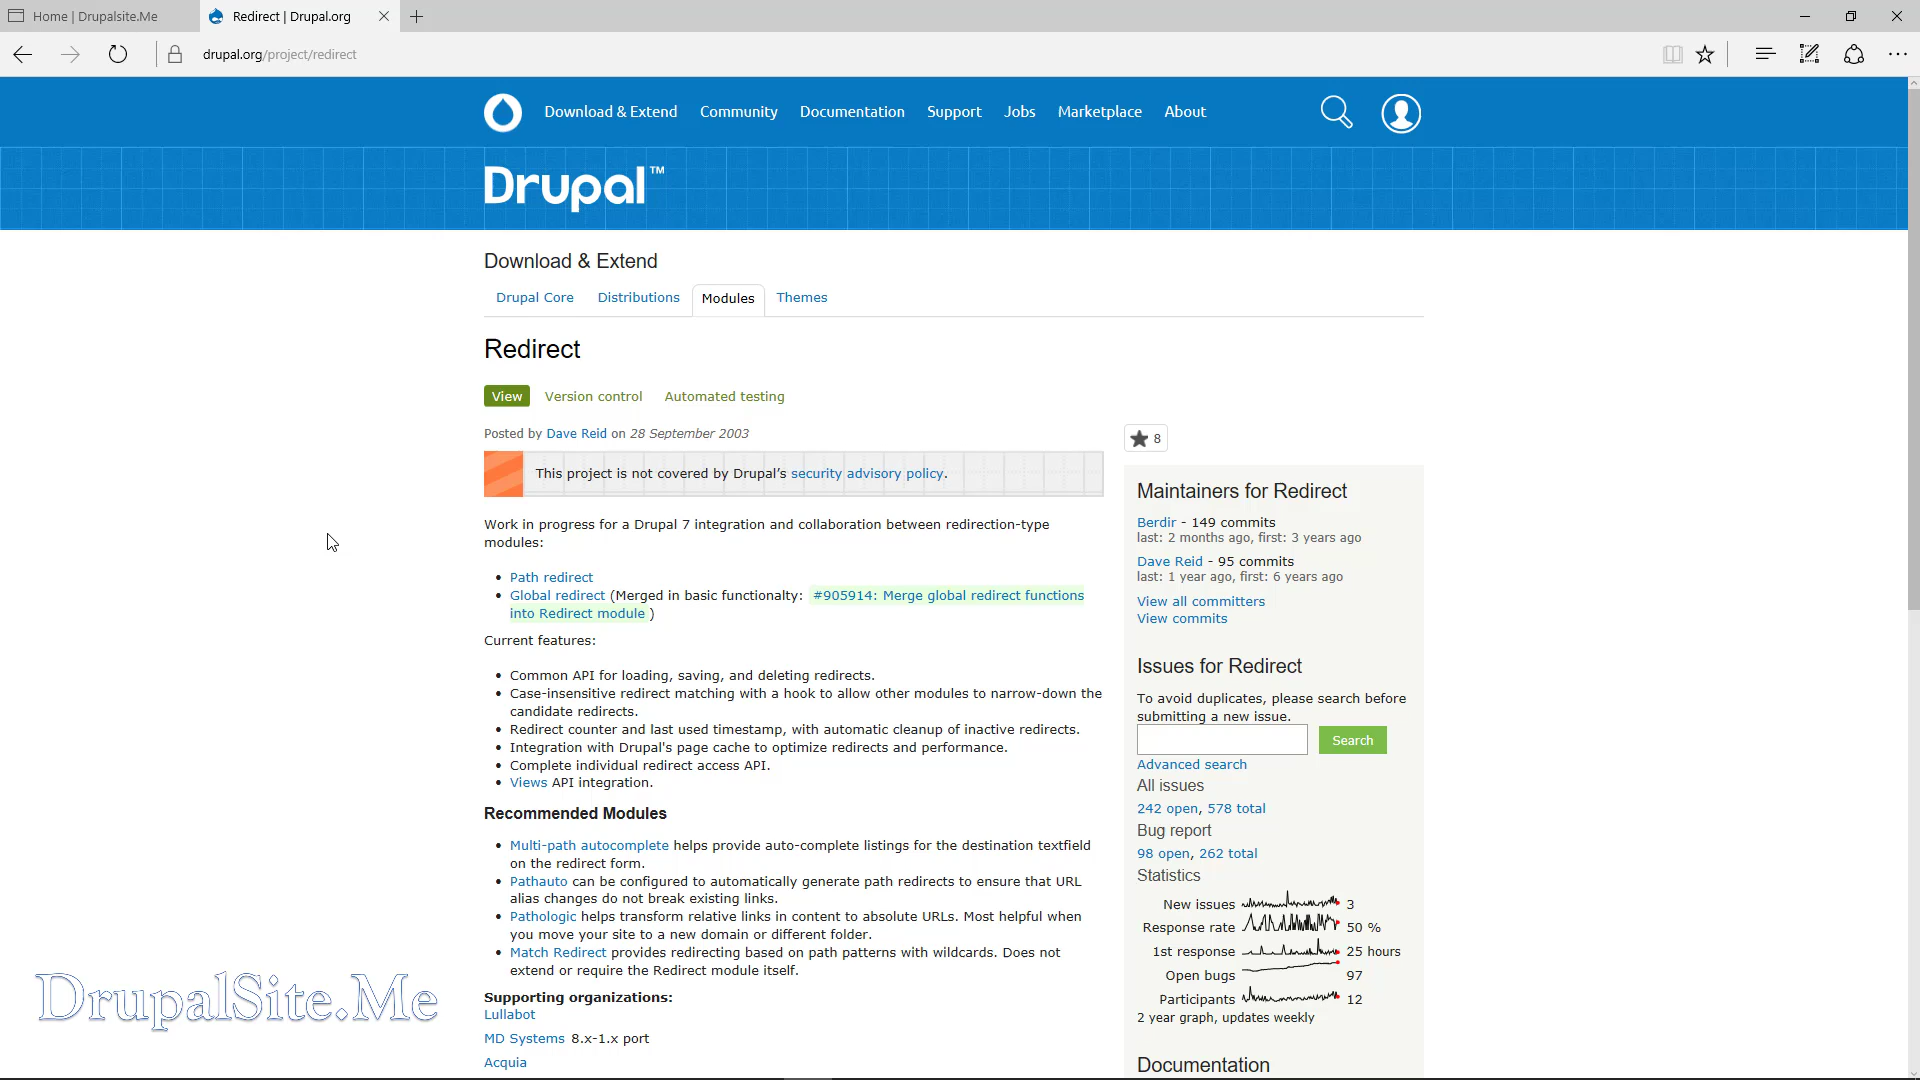 Home | Drupalsite.Me
Redirect | Drupal.org
drupal.org/project/redirect
Download & Extend Community Documentation Support Jobs Marketplace About
Drupal™
Download & Extend
Drupal Core Distributions Modules Themes
Redirect
View Version control Automated testing
Posted by Dave Reid on 28 September 2003
This project is not covered by Drupal's security advisory policy.
Work in progress for a Drupal 7 integration and collaboration between redirection-type
modules:
• Path redirect
• Global redirect (Merged in basic functionalty: #905914: Merge global redirect functions
into Redirect module )
Current features:
• Common API for loading, saving, and deleting redirects.
• Case-insensitive redirect matching with a hook to allow other modules to narrow-down the
candidate redirects.
• Redirect counter and last used timestamp, with automatic cleanup of inactive redirects.
• Integration with Drupal's page cache to optimize redirects and performance.
• Complete individual redirect access API.
• Views API integration.
Recommended Modules
• Multi-path autocomplete helps provide auto-complete listings for the destination textfield
on the redirect form.
• Pathauto can be configured to automatically generate path redirects to ensure that URL
alias changes do not break existing links.
• Pathologic helps transform relative links in content to absolute URLs. Most helpful when
you move your site to a new domain or different folder.
• Match Redirect provides redirecting based on path patterns with wildcards. Does not
extend or require the Redirect module itself.
Supporting organizations:
Lullabot
MD Systems 8.x-1.x port
Acquia
8
Maintainers for Redirect
Berdir - 149 commits
last: 2 months ago, first: 3 years ago
Dave Reid - 95 commits
last: 1 year ago, first: 6 years ago
View all committers
View commits
Issues for Redirect
To avoid duplicates, please search before
submitting a new issue.
Search
Advanced search
All issues
242 open, 578 total
Bug report
98 open, 262 total
Statistics
New issues 3
Response rate 50 %
1st response 25 hours
Open bugs 97
Participants 12
2 year graph, updates weekly
Documentation
DrupalSite.Me